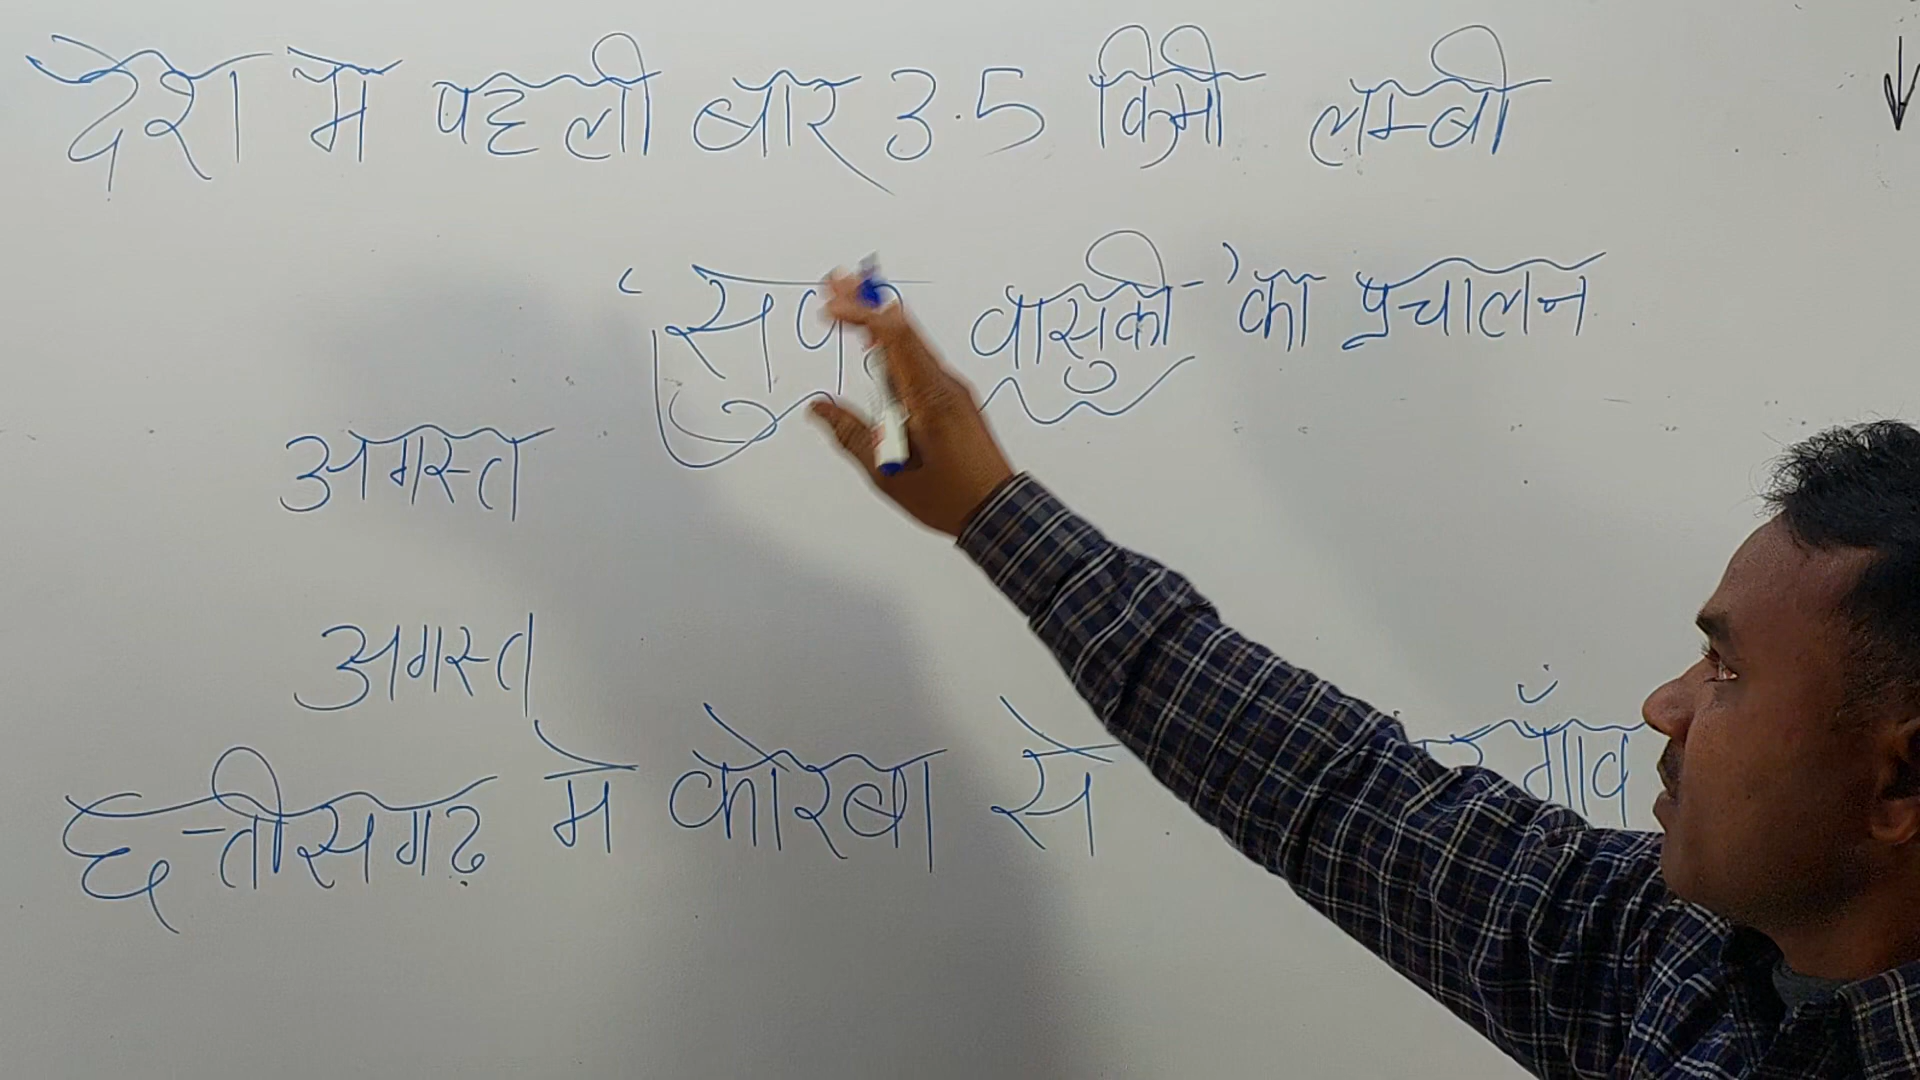 देश में पहली बार 3.5 किमी लम्बी
वासुकी' का प्रचालन
अगस्त
अगस्त
छत्तीसगढ़ में कोरबा से